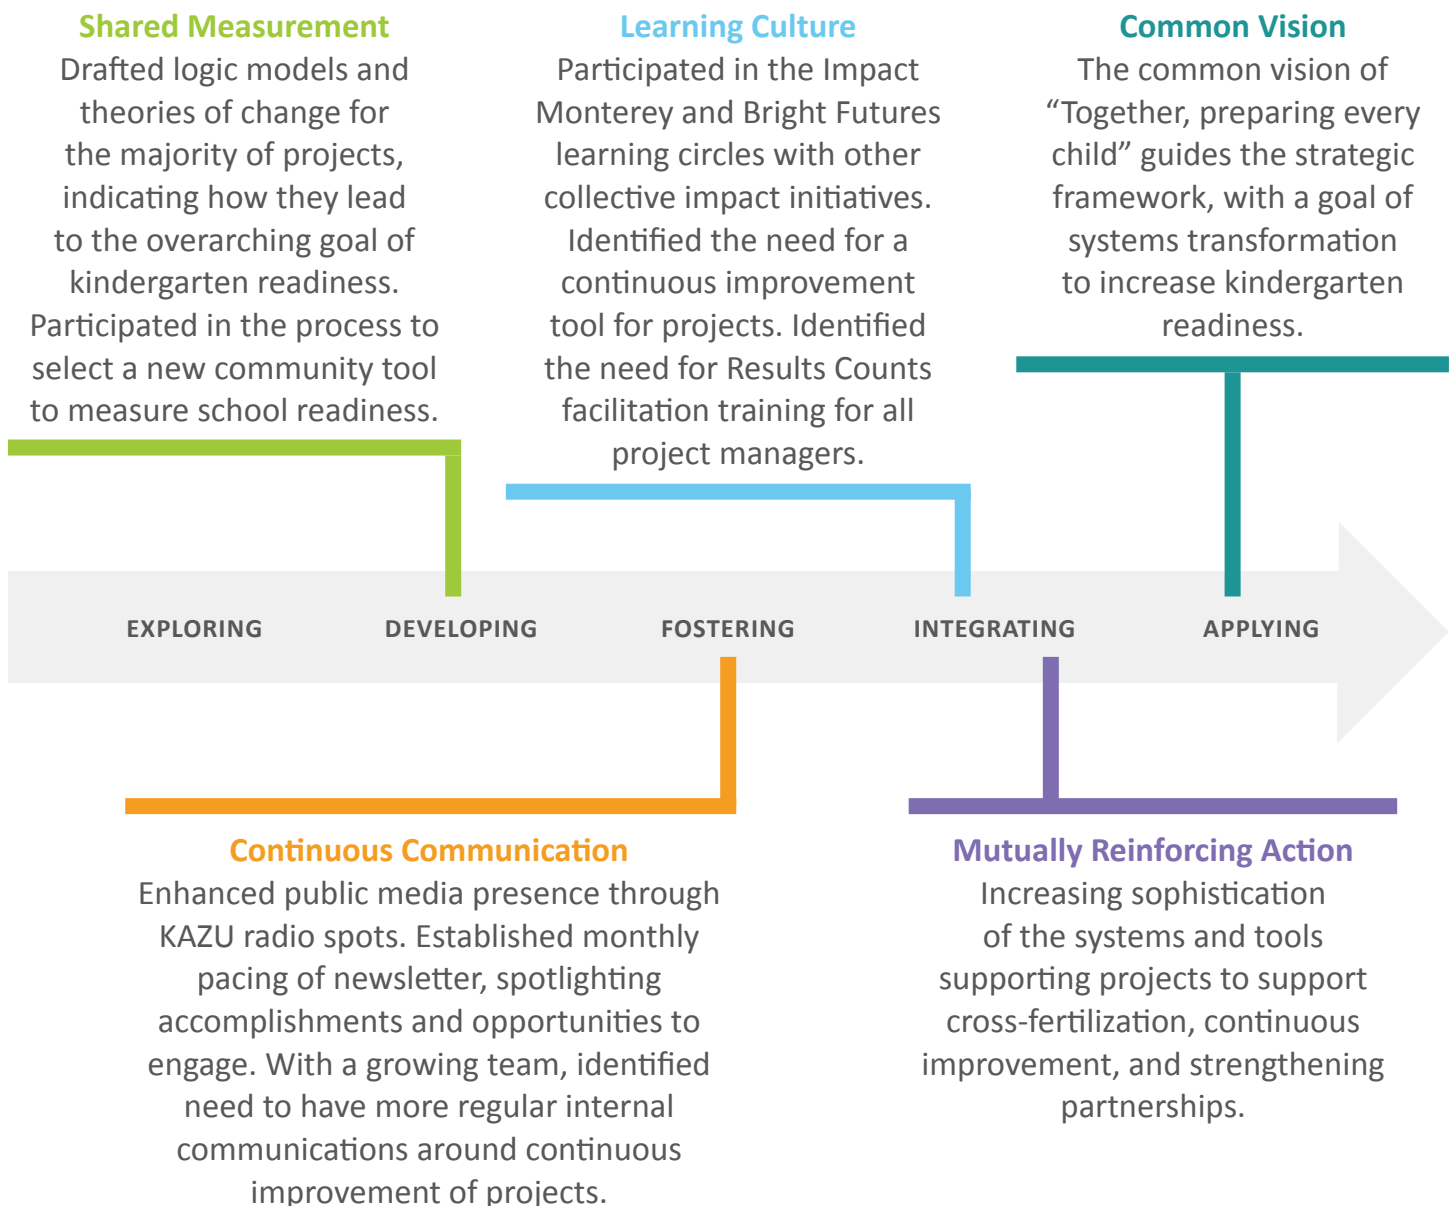 Shared Measurement
Drafted logic models and
theories of change for
the majority of projects,
indicating how they lead
to the overarching goal of
kindergarten readiness.
Participated in the process to
select a new community tool
to measure school readiness.
Learning Culture
Participated in the Impact
Monterey and Bright Futures
learning circles with other
collective impact initiatives.
Identified the need for a
continuous improvement
tool for projects. Identified
the need for Results Counts
facilitation training for all
project managers.
Common Vision
The common vision of
“Together, preparing every
child” guides the strategic
framework, with a goal of
systems transformation
to increase kindergarten
readiness.
EXPLORING
DEVELOPING
FOSTERING
INTEGRATING
APPLYING
Continuous Communication
Enhanced public media presence through
KAZU radio spots. Established monthly
pacing of newsletter, spotlighting
accomplishments and opportunities to
engage. With a growing team, identified
need to have more regular internal
communications around continuous
improvement of projects.
Mutually Reinforcing Action
Increasing sophistication
of the systems and tools
supporting projects to support
cross-fertilization, continuous
improvement, and strengthening
partnerships.